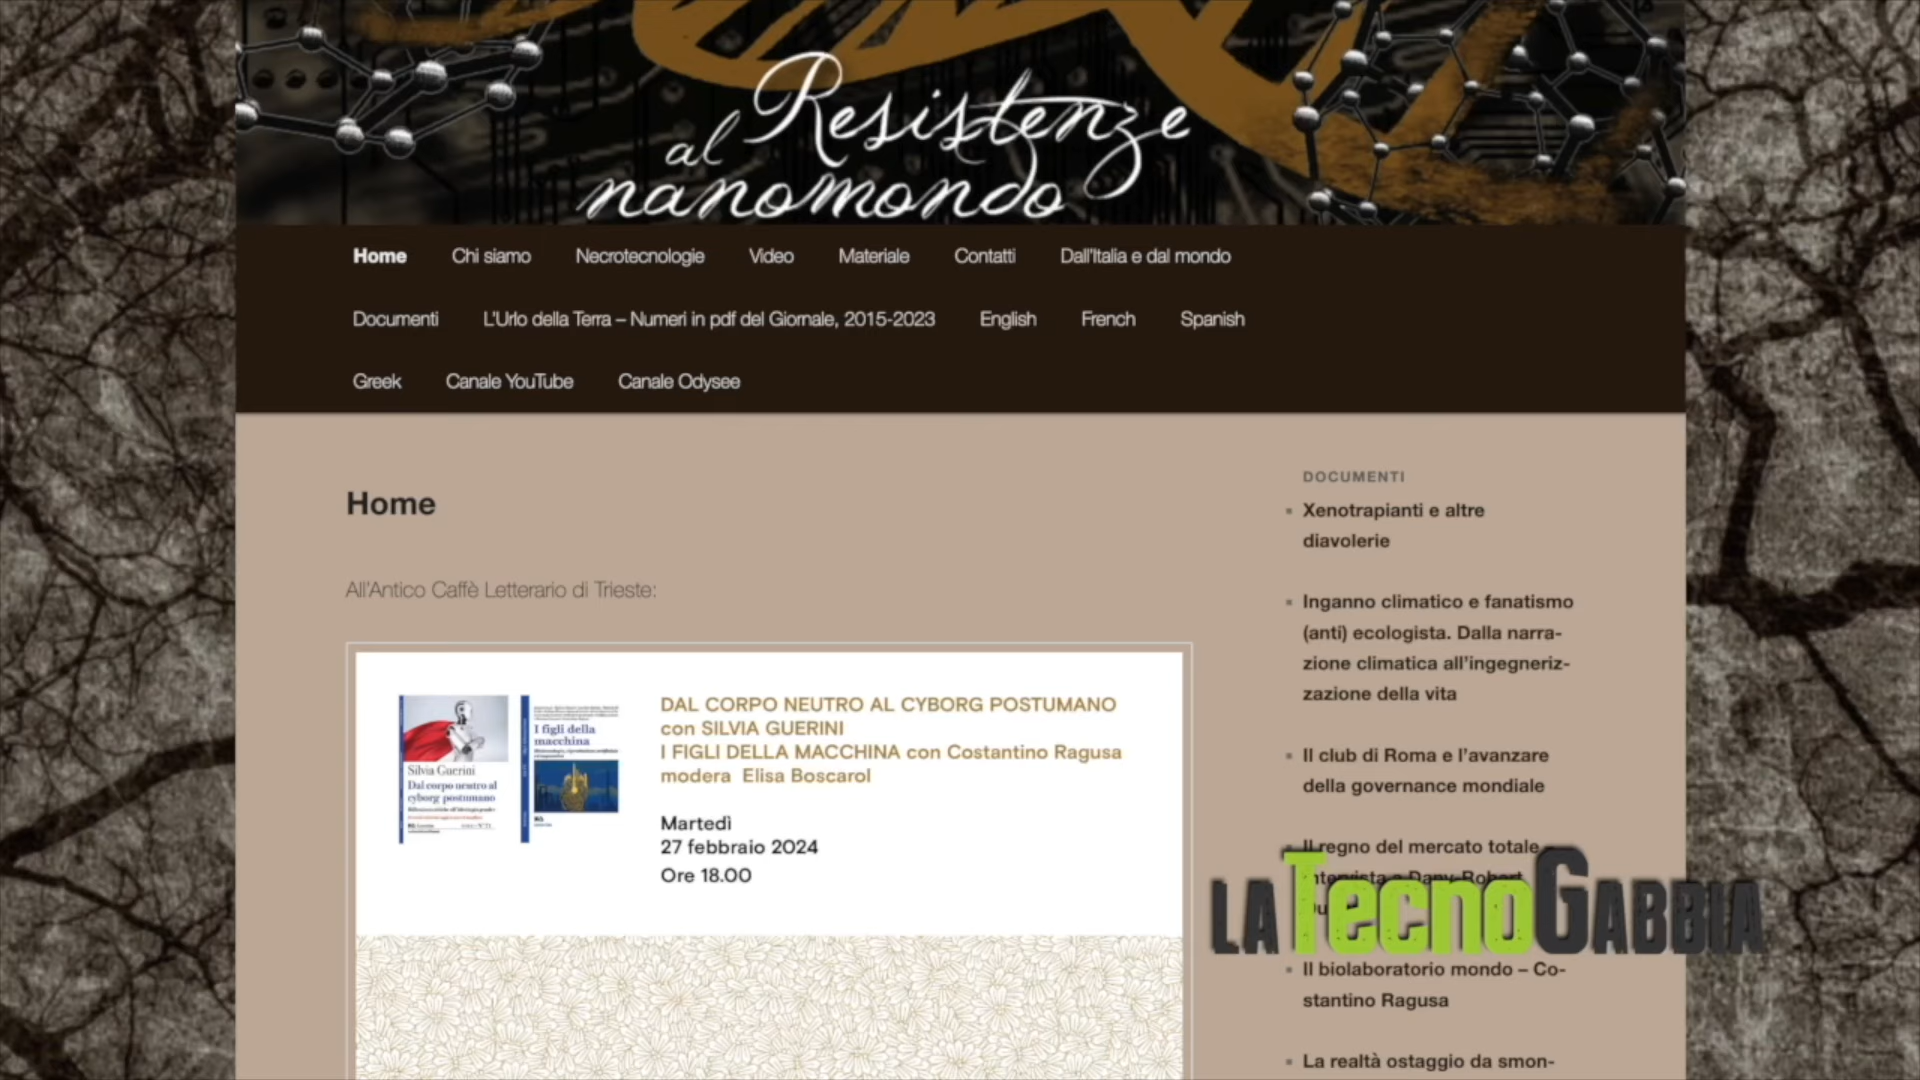 Resistenze
al
nanomondo
Home Chi siamo Necrotecnologie Video Materiale Contatti Dall'Italia e dal mondo
Documenti L'Urlo della Terra – Numeri in pdf del Giornale, 2015-2023 English French Spanish
Greek Canale YouTube Canale Odysee
Home
All'Antico Caffè Letterario di Trieste:
Silvia Guerini
Dal corpo neutro al
cyborg postumano
I figli della
macchina
DAL CORPO NEUTRO AL CYBORG POSTUMANO
con SILVIA GUERINI
I FIGLI DELLA MACCHINA con Costantino Ragusa
modera Elisa Boscarol
Martedì
27 febbraio 2024
Ore 18.00
DOCUMENTI
Xenotrapianti e altre
diavolerie
Inganno climatico e fanatismo
(anti) ecologista. Dalla narra-
zione climatica all'ingegneriz-
zazione della vita
Il club di Roma e l'avanzare
della governance mondiale
Il regno del mercato totale
LA TECNOGABBIA
Il biolaboratorio mondo – Co-
stantino Ragusa
La realtà ostaggio da smon-